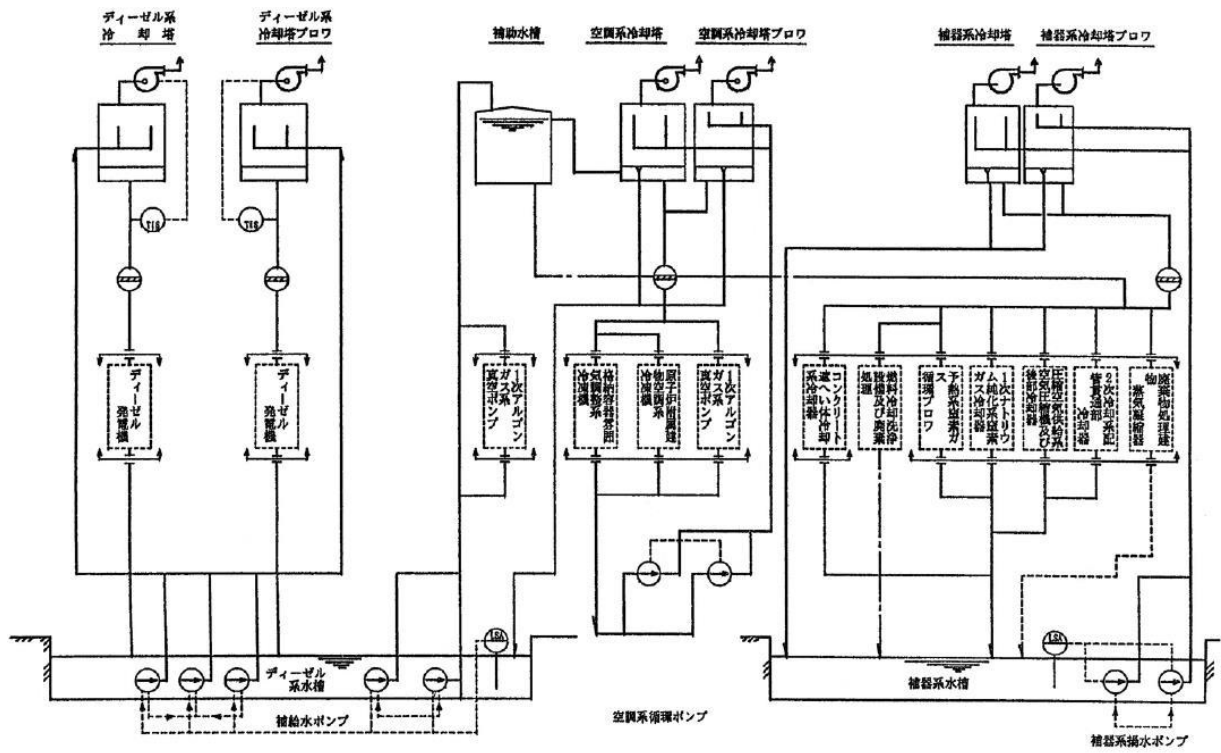 ディーゼル系
冷却塔
ディーゼル系
冷却塔ブロワ
補助水槽
空調系冷却塔
空調系冷却塔ブロワ
補器系冷却塔
補器系冷却塔ブロワ
ディーゼル
発電機
ディーゼル
発電機
1次アルゴン
ガス系
真空ポンプ
格納容器雰囲
気調整系
冷凍機
原子炉附属建
物空調系
冷凍機
1次アルゴン
ガス系
真空ポンプ
コンクリート
遮へい体冷却
系冷却器
燃料冷却洗浄
設備及び廃棄
処理
予熱系窒素ガ
ス
循環ブロワ
1次ナトリウ
ム純化系窒素
ガス冷却器
圧縮空気供給系
空気圧縮機及び
後部冷却器
2次冷却系配
管貫通部
冷却器
廃棄物処理建
物
蒸気凝縮器
ディーゼル
系水槽
補給水ポンプ
空調系循環ポンプ
補器系水槽
補器系揚水ポンプ